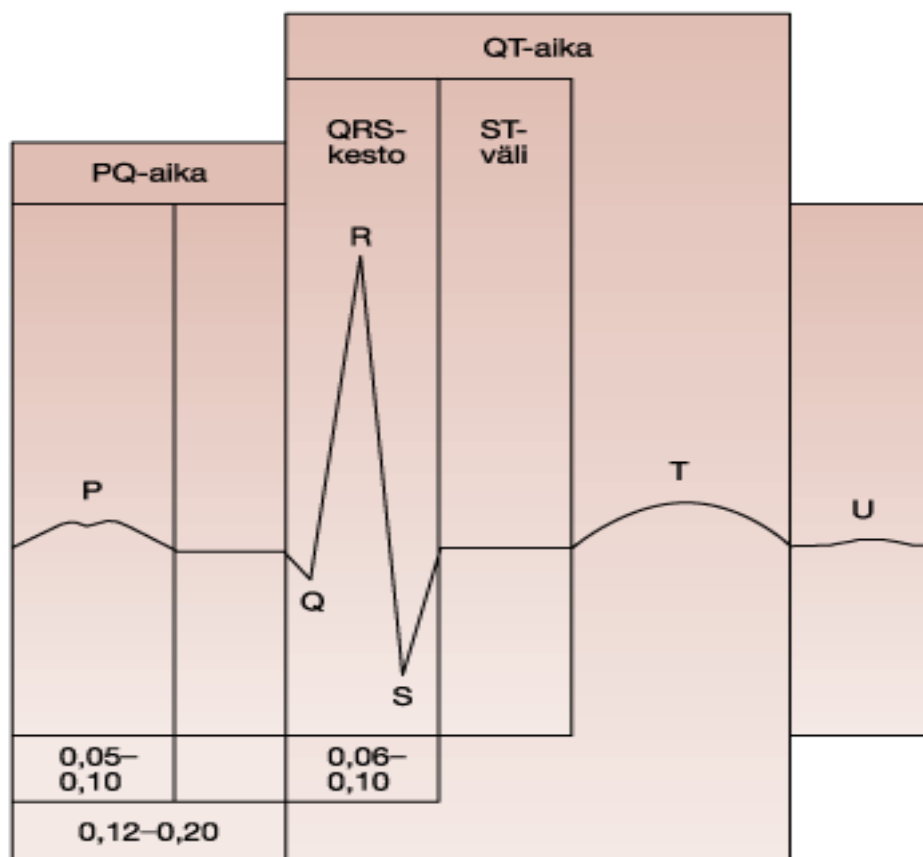 QT-aika
QRS-
kesto
ST-
väli
PQ-aika
R
P
T
U
Q
S
0,05–
0,10
0,06–
0,10
0,12–0,20